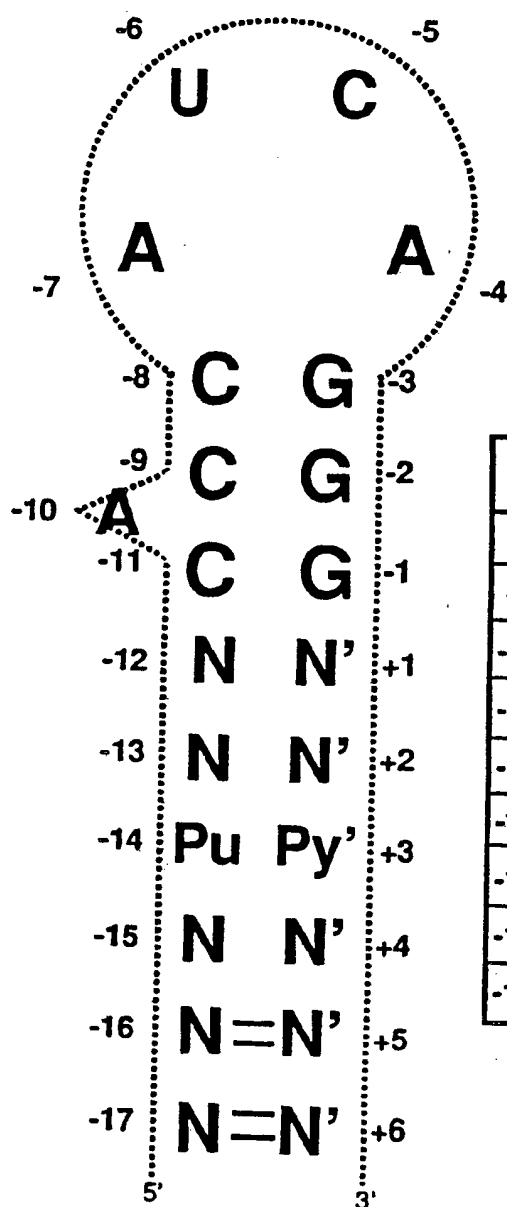 -6 -5
U C
A A
-7 -4
-8 C G -3
-9 C G -2
-10 A
-11 C G -1
-12 N N’ +1
-13 N N’ +2
-14 Pu Py’ +3
-15 N N’ +4
-16 N=N’ +5
-17 N=N’ +6
5’ 3’